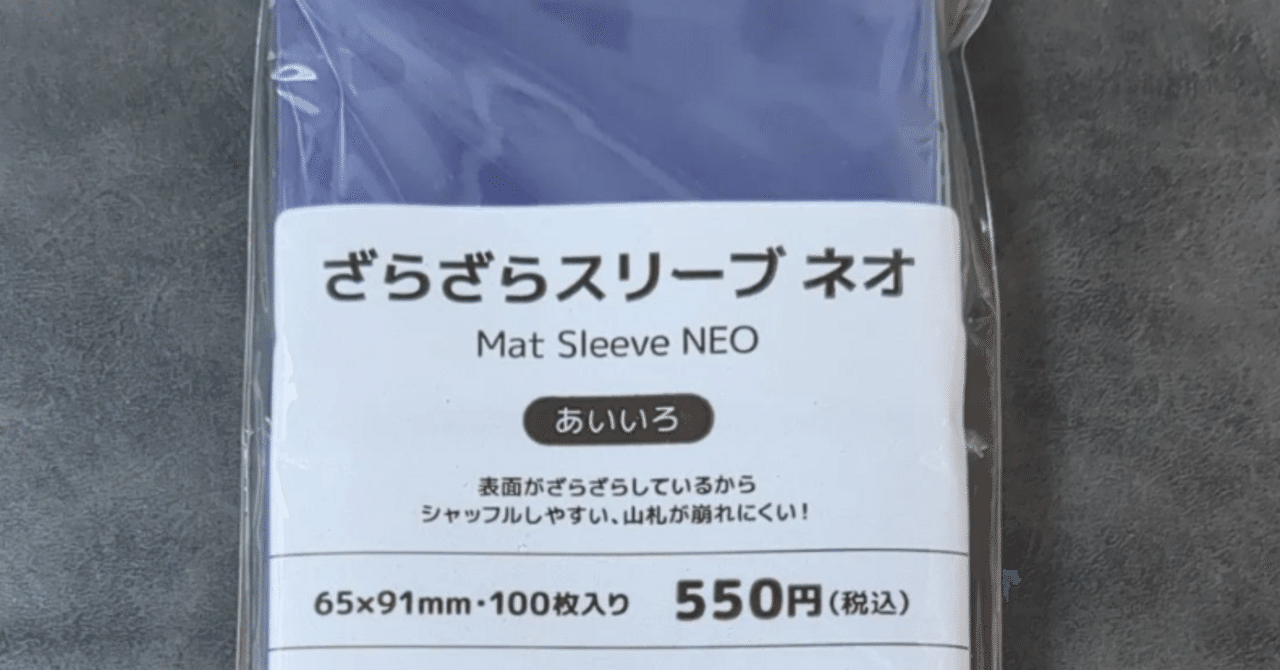 ざらざらスリーブ ネオ
Mat Sleeve NEO
あいいろ
表面がざらざらしているから
シャッフルしやすい、山札が崩れにくい!
65×91mm・100枚入り 550円(税込)